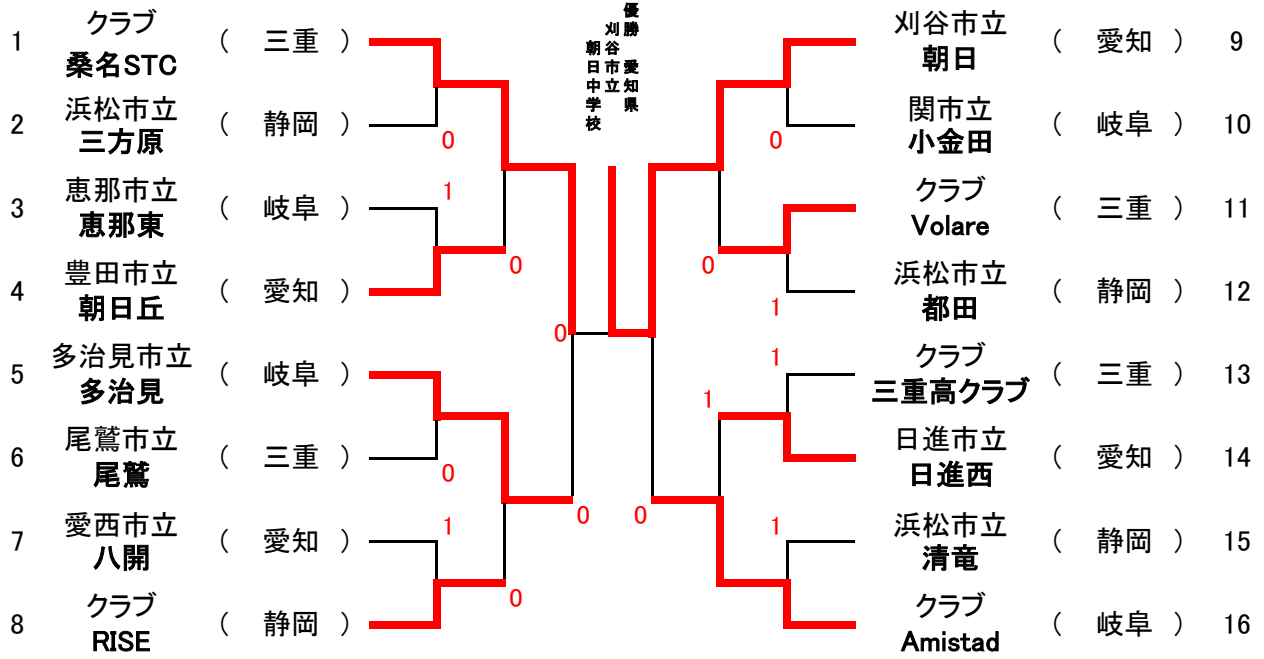 優勝 愛知県
刈谷市立
朝日中学校
1 クラブ ( 三重 )
桑名STC
2 浜松市立 ( 静岡 )
三方原
0
1
3 恵那市立 ( 岐阜 )
恵那東
0
4 豊田市立 ( 愛知 )
朝日丘
0
5 多治見市立 ( 岐阜 )
多治見
6 尾鷲市立 ( 三重 )
尾鷲
0
0
1
7 愛西市立 ( 愛知 )
八開
0
8 クラブ ( 静岡 )
RISE
刈谷市立 ( 愛知 ) 9
朝日
関市立 ( 岐阜 ) 10
小金田
0
クラブ ( 三重 ) 11
Volare
0
浜松市立 ( 静岡 ) 12
都田
1
1
クラブ ( 三重 ) 13
三重高クラブ
1
日進市立 ( 愛知 ) 14
日進西
0
1
浜松市立 ( 静岡 ) 15
清竜
クラブ ( 岐阜 ) 16
Amistad